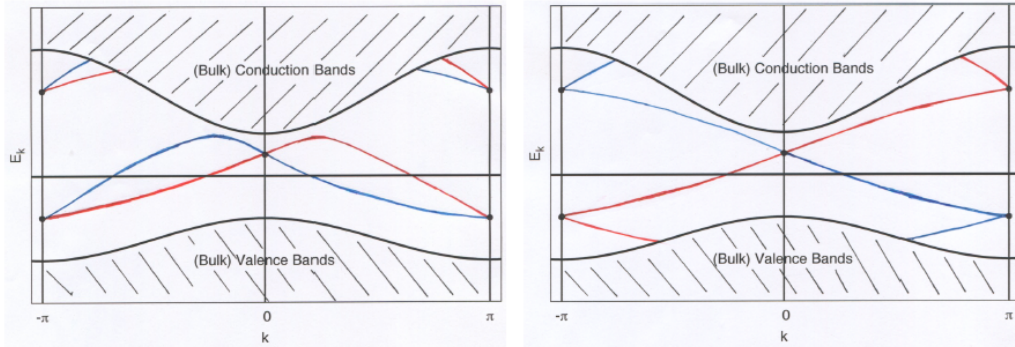 (Bulk) Conduction Bands
E_k
(Bulk) Valence Bands
-π 0 π
k
(Bulk) Conduction Bands
E_k
(Bulk) Valence Bands
-π 0 π
k